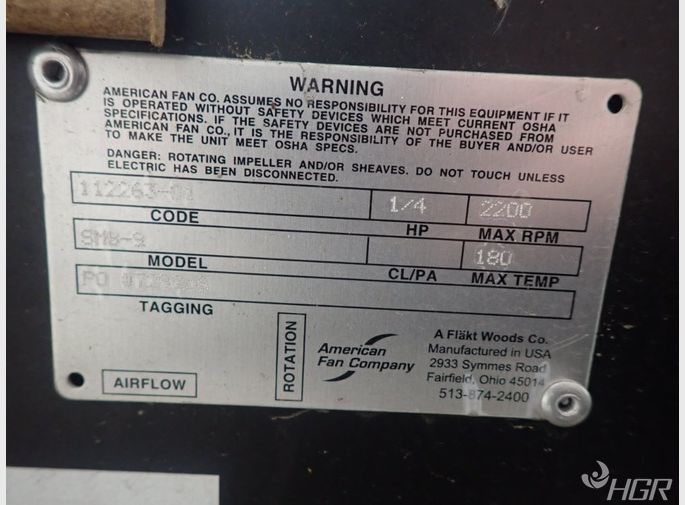 WARNING
AMERICAN FAN CO. ASSUMES NO RESPONSIBILITY FOR THIS EQUIPMENT IF IT
IS OPERATED WITHOUT SAFETY DEVICES WHICH MEET CURRENT OSHA
SPECIFICATIONS. IF THE SAFETY DEVICES ARE NOT PURCHASED FROM
AMERICAN FAN CO., IT IS THE RESPONSIBILITY OF THE BUYER AND/OR USER
TO MAKE THE UNIT MEET OSHA SPECS.
DANGER: ROTATING IMPELLER AND/OR SHEAVES. DO NOT TOUCH UNLESS
ELECTRIC HAS BEEN DISCONNECTED.
112263-01 1/4 2200
CODE HP MAX RPM
SMB-9 180
MODEL CL/PA MAX TEMP
PO
TAGGING
AIRFLOW
ROTATION
American
Fan Company
A Fläkt Woods Co.
Manufactured in USA
2933 Symmes Road
Fairfield, Ohio 45014
513-874-2400
HGR